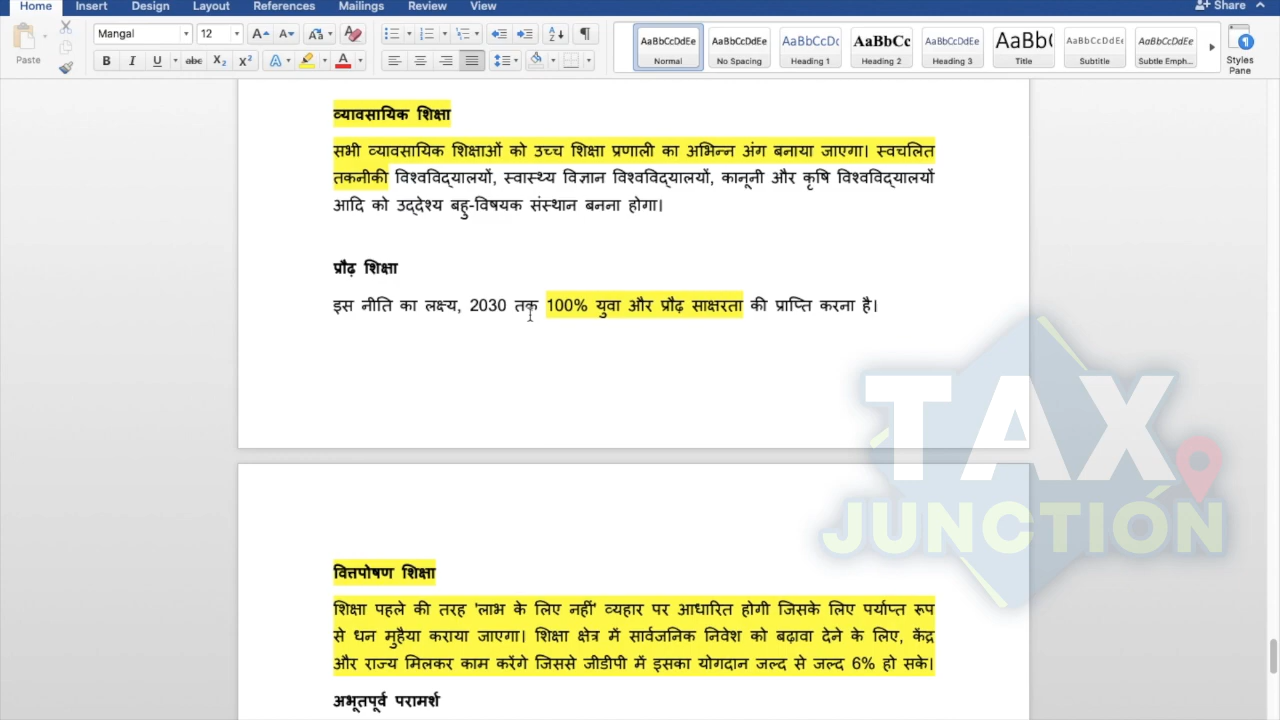 Home Insert Design Layout References Mailings Review View Share
Mangal 12
AaBbCcDdEe AaBbCcDdEe AaBbCcDc AaBbCc AaBbCcDdEe AaBb( AaBbCcDdEe AaBbCcDdEe
Paste Normal No Spacing Heading 1 Heading 2 Heading 3 Title Subtitle Subtle Emph... Styles
Pane
व्यावसायिक शिक्षा
सभी व्यावसायिक शिक्षाओं को उच्च शिक्षा प्रणाली का अभिन्न अंग बनाया जाएगा। स्वचलित
तकनीकी विश्वविद्यालयों, स्वास्थ्य विज्ञान विश्वविद्यालयों, कानूनी और कृषि विश्वविद्यालयों
आदि को उद्देश्य बहु-विषयक संस्थान बनना होगा।
प्रौढ़ शिक्षा
इस नीति का लक्ष्य, 2030 तक 100% युवा और प्रौढ़ साक्षरता की प्राप्ति करना है।
TAX
JUNCTION
वित्तपोषण शिक्षा
शिक्षा पहले की तरह 'लाभ के लिए नहीं' व्यहार पर आधारित होगी जिसके लिए पर्याप्त रूप
से धन मुहैया कराया जाएगा। शिक्षा क्षेत्र में सार्वजनिक निवेश को बढ़ावा देने के लिए, केंद्र
और राज्य मिलकर काम करेंगे जिससे जीडीपी में इसका योगदान जल्द से जल्द 6% हो सके।
अभूतपूर्व परामर्श